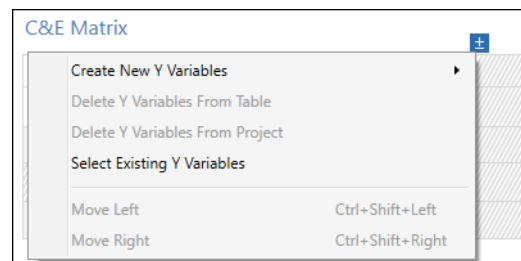 C&E Matrix
±
Create New Y Variables
Delete Y Variables From Table
Delete Y Variables From Project
Select Existing Y Variables
Move Left Ctrl+Shift+Left
Move Right Ctrl+Shift+Right